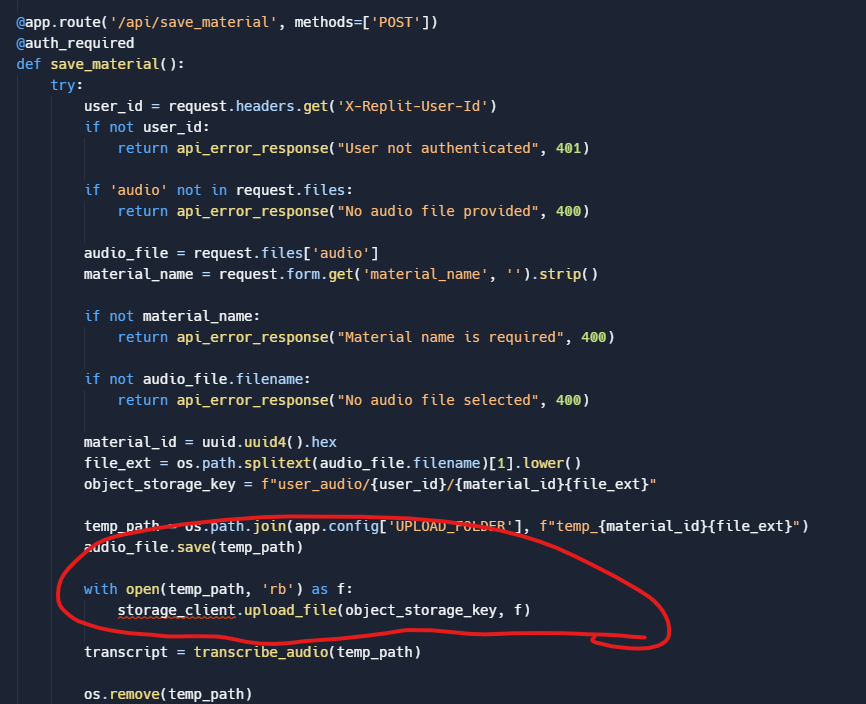 @app.route('/api/save_material', methods=['POST'])
@auth_required
def save_material():
    try:
        user_id = request.headers.get('X-Replit-User-Id')
        if not user_id:
            return api_error_response("User not authenticated", 401)

        if 'audio' not in request.files:
            return api_error_response("No audio file provided", 400)

        audio_file = request.files['audio']
        material_name = request.form.get('material_name', '').strip()

        if not material_name:
            return api_error_response("Material name is required", 400)

        if not audio_file.filename:
            return api_error_response("No audio file selected", 400)

        material_id = uuid.uuid4().hex
        file_ext = os.path.splitext(audio_file.filename)[1].lower()
        object_storage_key = f"user_audio/{user_id}/{material_id}{file_ext}"

        temp_path = os.path.join(app.config['UPLOAD_FOLDER'], f"temp_{material_id}{file_ext}")
        audio_file.save(temp_path)

        with open(temp_path, 'rb') as f:
            storage_client.upload_file(object_storage_key, f)

        transcript = transcribe_audio(temp_path)

        os.remove(temp_path)